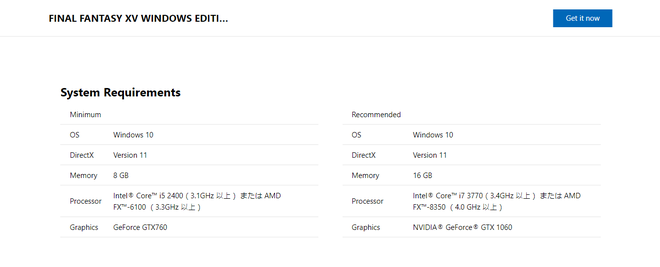 FINAL FANTASY XV WINDOWS EDITI...
Get it now
System Requirements
Minimum
OS Windows 10
DirectX Version 11
Memory 8 GB
Processor Intel® Core™ i5 2400（3.1GHz 以上） または AMD
FX™-6100 （3.3GHz 以上）
Graphics GeForce GTX760
Recommended
OS Windows 10
DirectX Version 11
Memory 16 GB
Processor Intel® Core™ i7 3770（3.4GHz 以上） または AMD
FX™-8350 （4.0 GHz 以上）
Graphics NVIDIA® GeForce® GTX 1060